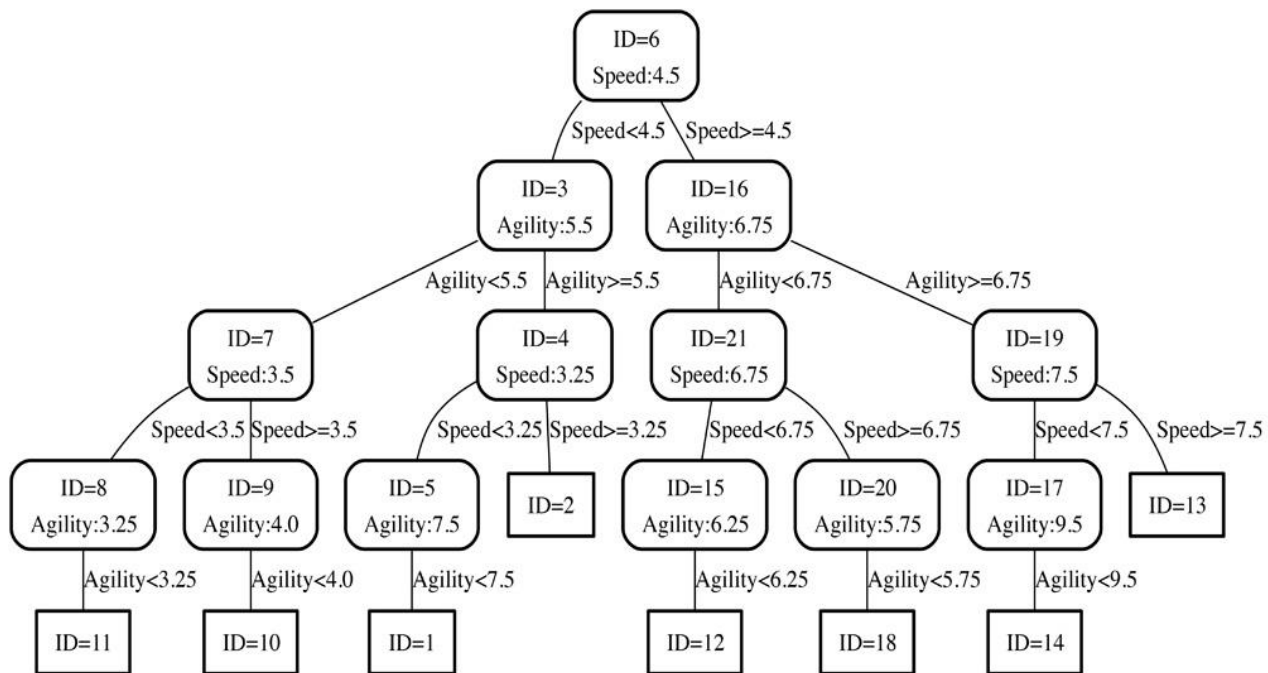 ID=6
Speed:4.5
Speed<4.5 Speed>=4.5
ID=3 ID=16
Agility:5.5 Agility:6.75
Agility<5.5 Agility>=5.5 Agility<6.75 Agility>=6.75
ID=7 ID=4 ID=21 ID=19
Speed:3.5 Speed:3.25 Speed:6.75 Speed:7.5
Speed<3.5 Speed>=3.5 Speed<3.25 Speed>=3.25 Speed<6.75 Speed>=6.75 Speed<7.5 Speed>=7.5
ID=8 ID=9 ID=5 ID=2 ID=15 ID=20 ID=17 ID=13
Agility:3.25 Agility:4.0 Agility:7.5 Agility:6.25 Agility:5.75 Agility:9.5
Agility<3.25 Agility<4.0 Agility<7.5 Agility<6.25 Agility<5.75 Agility<9.5
ID=11 ID=10 ID=1 ID=12 ID=18 ID=14